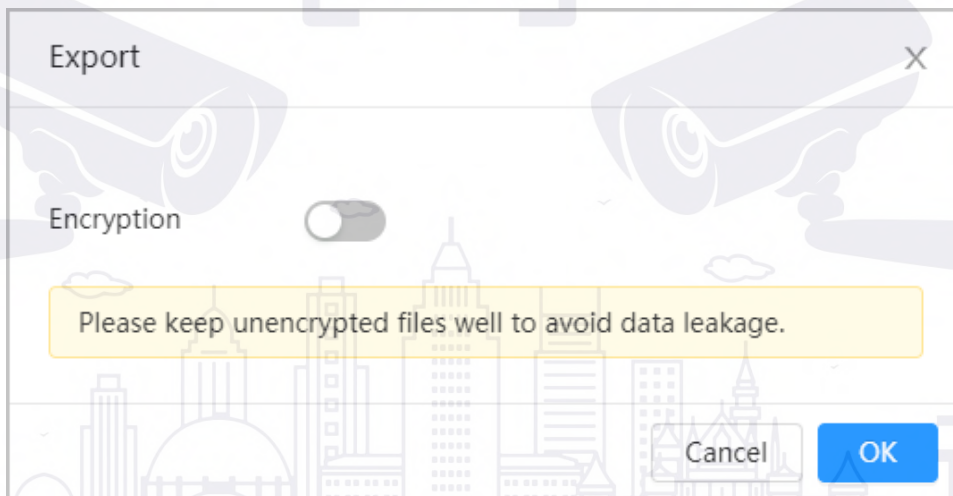 Export
X
Encryption
Please keep unencrypted files well to avoid data leakage.
Cancel
OK